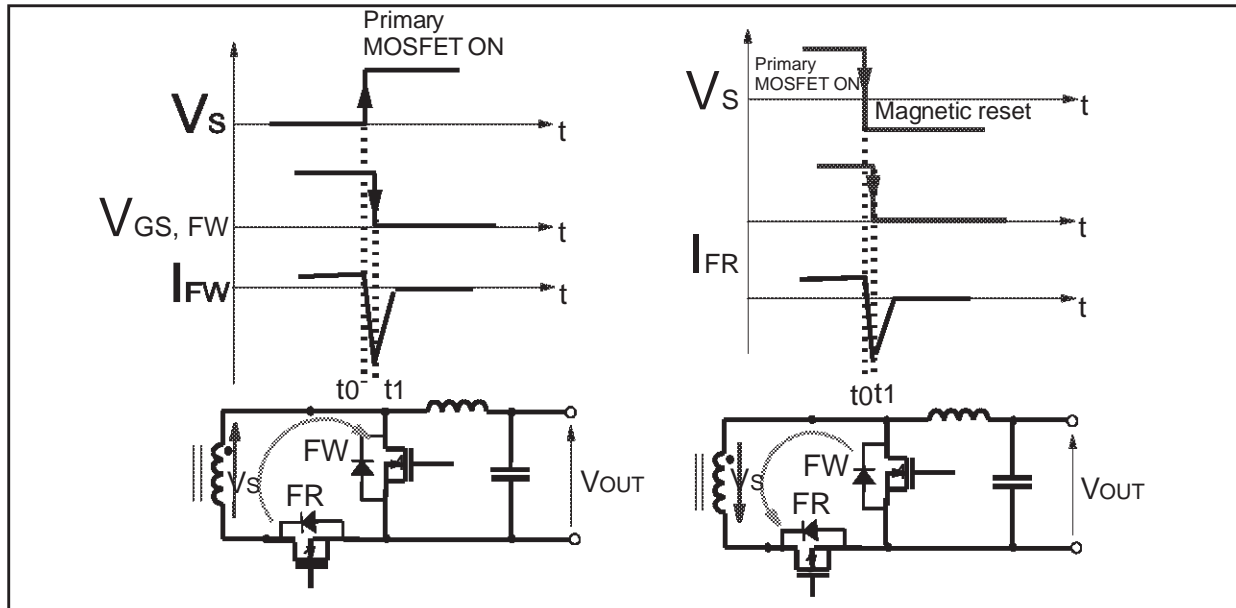 Primary
MOSFET ON
VS
t
VGS, FW
t
IFW
t
t0 t1
FW
VS
FR
VOUT
Primary
MOSFET ON
VS
Magnetic reset
t
t
IFR
t
t0t1
FW
VS
FR
VOUT